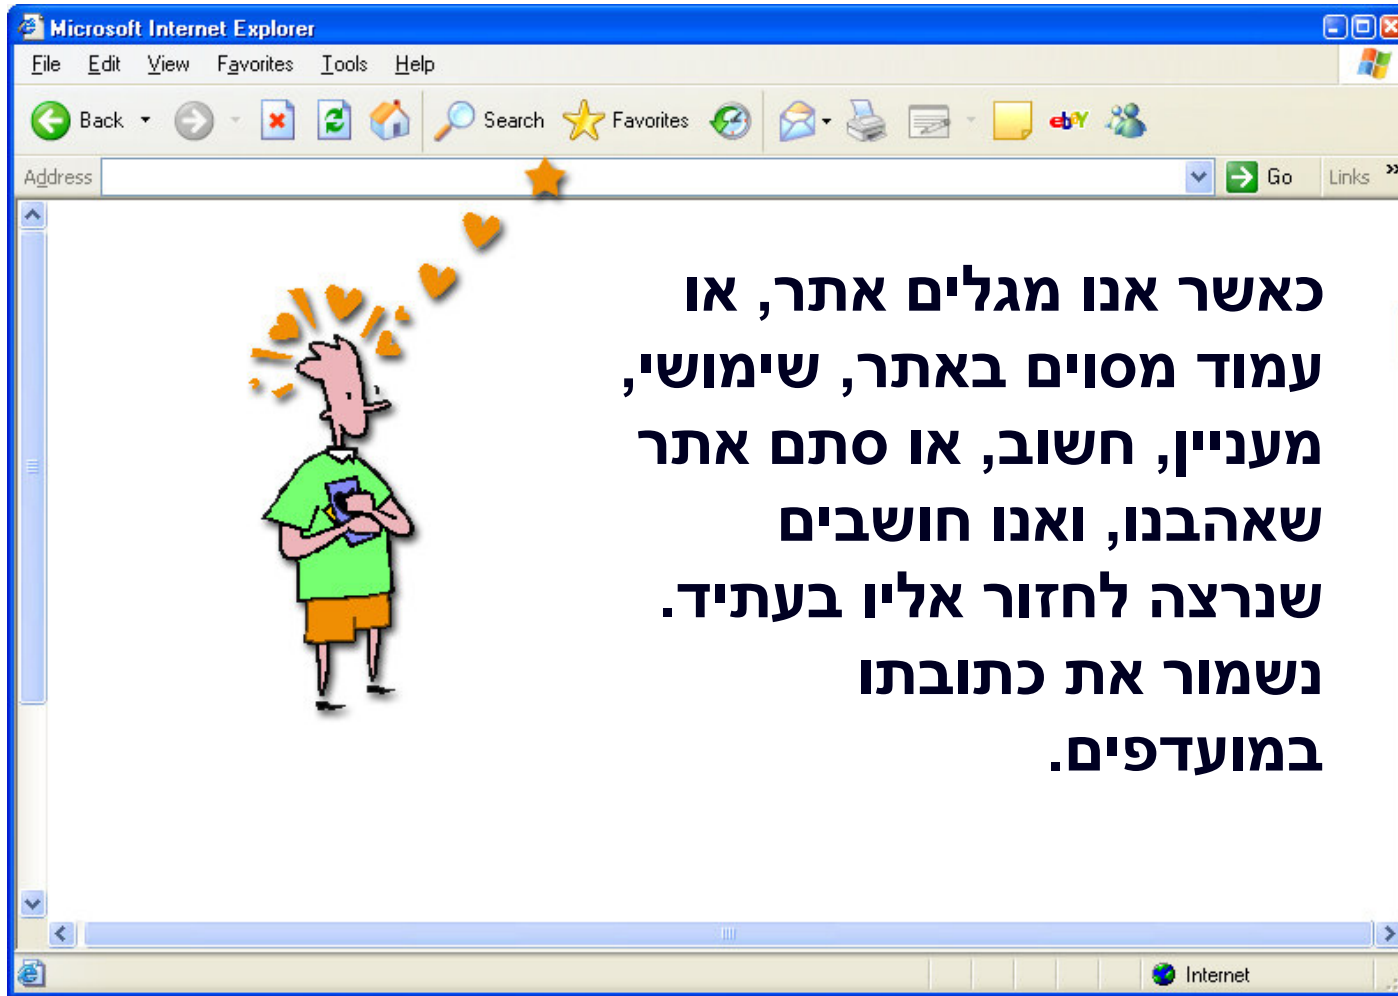 Microsoft Internet Explorer
File Edit View Favorites Tools Help
Back Search Favorites ebY
Address Go Links »
כאשר אנו מגלים אתר, או
עמוד מסוים באתר, שימושי,
מעניין, חשוב, או סתם אתר
שאהבנו, ואנו חושבים
שנרצה לחזור אליו בעתיד.
נשמור את כתובתו
במועדפים.
Internet